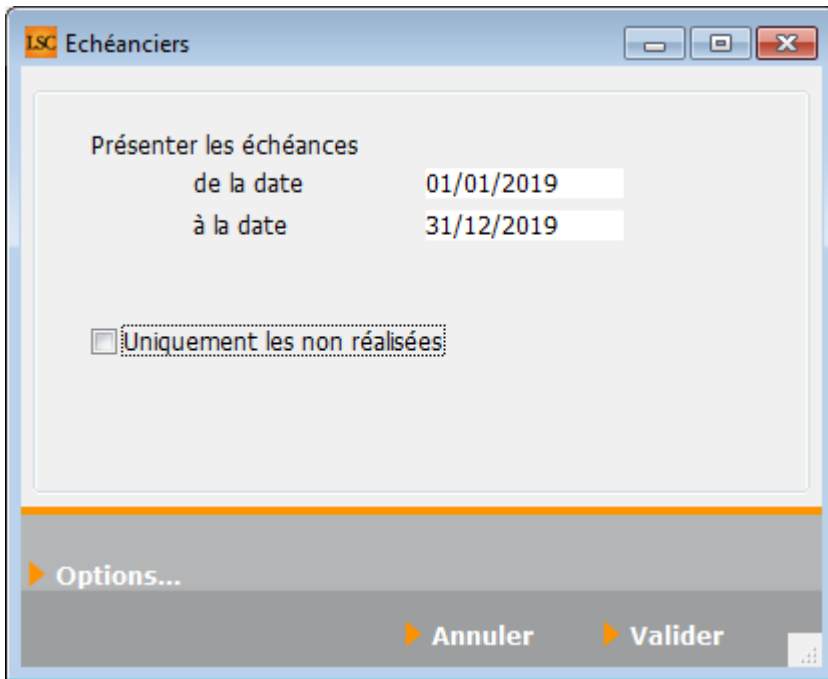 LSC Echéanciers
Présenter les échéances
de la date 01/01/2019
à la date 31/12/2019
Uniquement les non réalisées
Options...
Annuler Valider